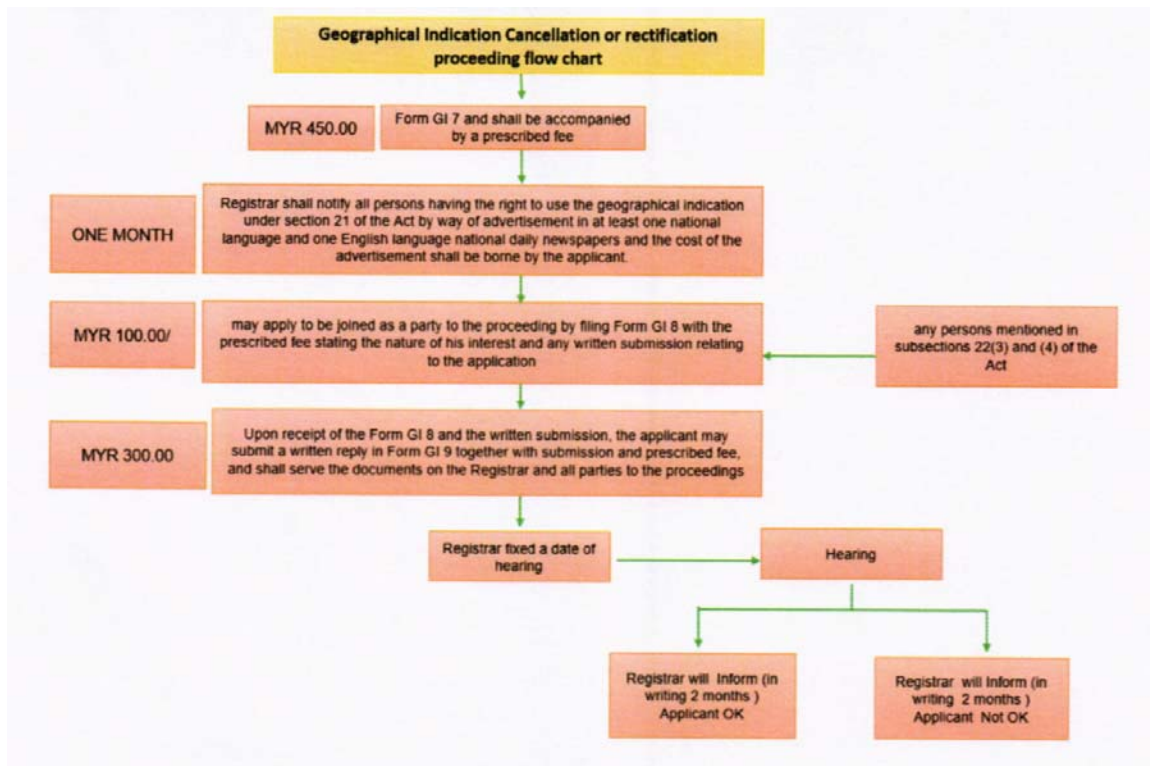 Geographical Indication Cancellation or rectification
proceeding flow chart
MYR 450.00
Form GI 7 and shall be accompanied
by a prescribed fee
ONE MONTH
Registrar shall notify all persons having the right to use the geographical indication
under section 21 of the Act by way of advertisement in at least one national
language and one English language national daily newspapers and the cost of the
advertisement shall be borne by the applicant.
MYR 100.00/
may apply to be joined as a party to the proceeding by filing Form GI 8 with the
prescribed fee stating the nature of his interest and any written submission relating
to the application
any persons mentioned in
subsections 22(3) and (4) of the
Act
MYR 300.00
Upon receipt of the Form GI 8 and the written submission, the applicant may
submit a written reply in Form GI 9 together with submission and prescribed fee,
and shall serve the documents on the Registrar and all parties to the proceedings
Registrar fixed a date of
hearing
Hearing
Registrar will Inform (in
writing 2 months )
Applicant OK
Registrar will Inform (in
writing 2 months )
Applicant Not OK